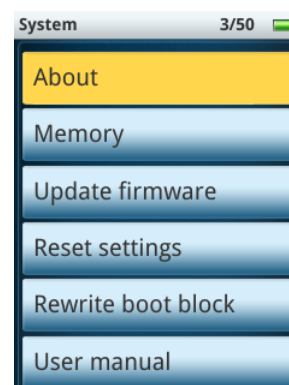 System 3/50
About
Memory
Update firmware
Reset settings
Rewrite boot block
User manual